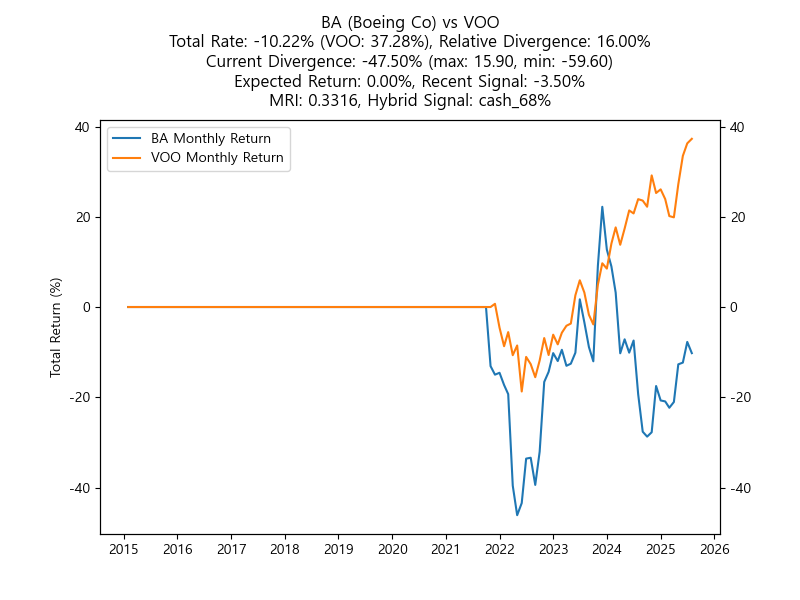 BA (Boeing Co) vs VOO
Total Rate: -10.22% (VOO: 37.28%), Relative Divergence: 16.00%
Current Divergence: -47.50% (max: 15.90, min: -59.60)
Expected Return: 0.00%, Recent Signal: -3.50%
MRI: 0.3316, Hybrid Signal: cash_68%
BA Monthly Return
VOO Monthly Return
Total Return (%)
40
20
0
-20
-40
40
20
0
-20
-40
2015
2016
2017
2018
2019
2020
2021
2022
2023
2024
2025
2026